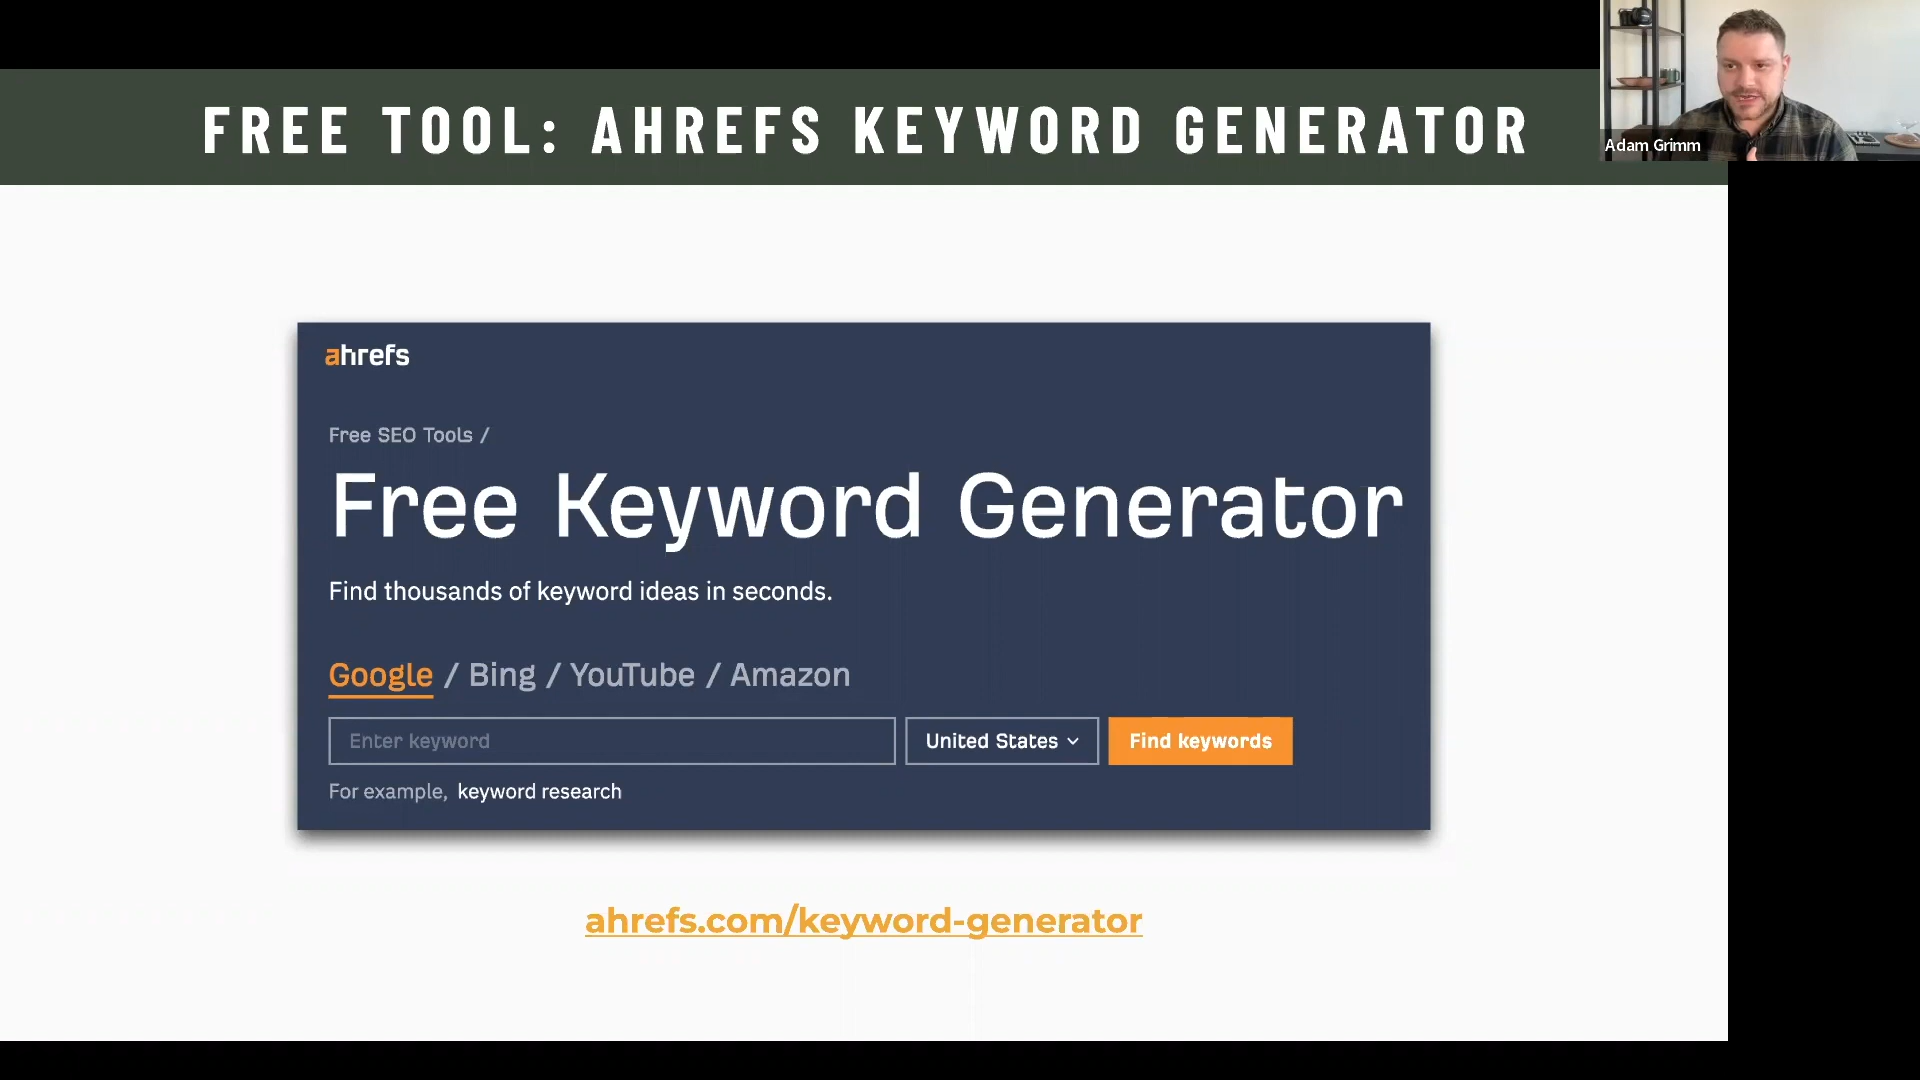 FREE TOOL: AHREFS KEYWORD GENERATOR
Adam Grimm
ahrefs
Free SEO Tools /
Free Keyword Generator
Find thousands of keyword ideas in seconds.
Google / Bing / YouTube / Amazon
Enter keyword United States Find keywords
For example, keyword research
ahrefs.com/keyword-generator